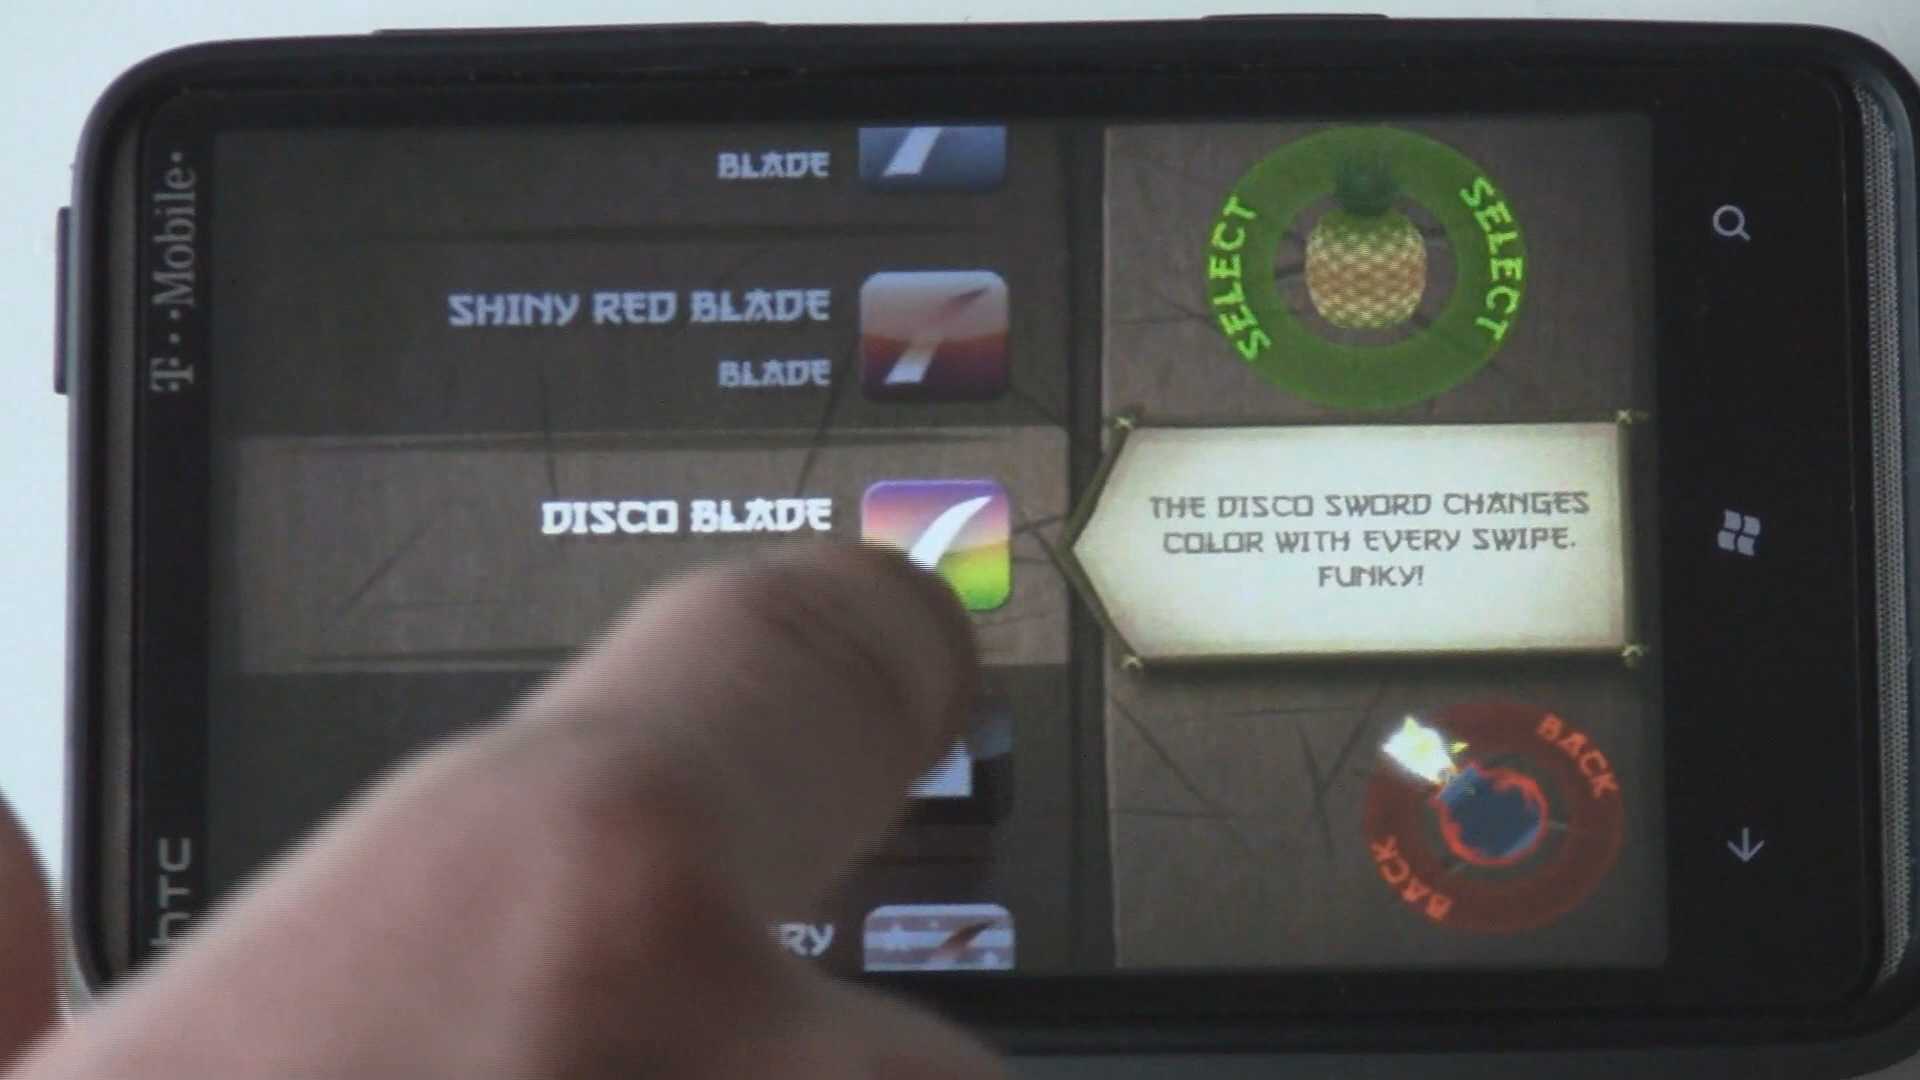 T··Mobile·
hTC
BLADE
SHINY RED BLADE
BLADE
DISCO BLADE
SELECT
SELECT
THE DISCO SWORD CHANGES
COLOR WITH EVERY SWIPE.
FUNKY!
BACK
BACK